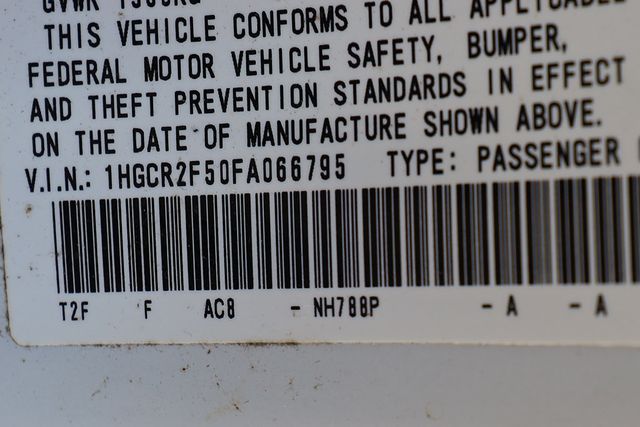 THIS VEHICLE CONFORMS TO ALL APPLICABLE
FEDERAL MOTOR VEHICLE SAFETY, BUMPER,
AND THEFT PREVENTION STANDARDS IN EFFECT
ON THE DATE OF MANUFACTURE SHOWN ABOVE.
V.I.N.: 1HGCR2F50FA066795 TYPE: PASSENGER
T2F F AC8 - NH788P - A - A